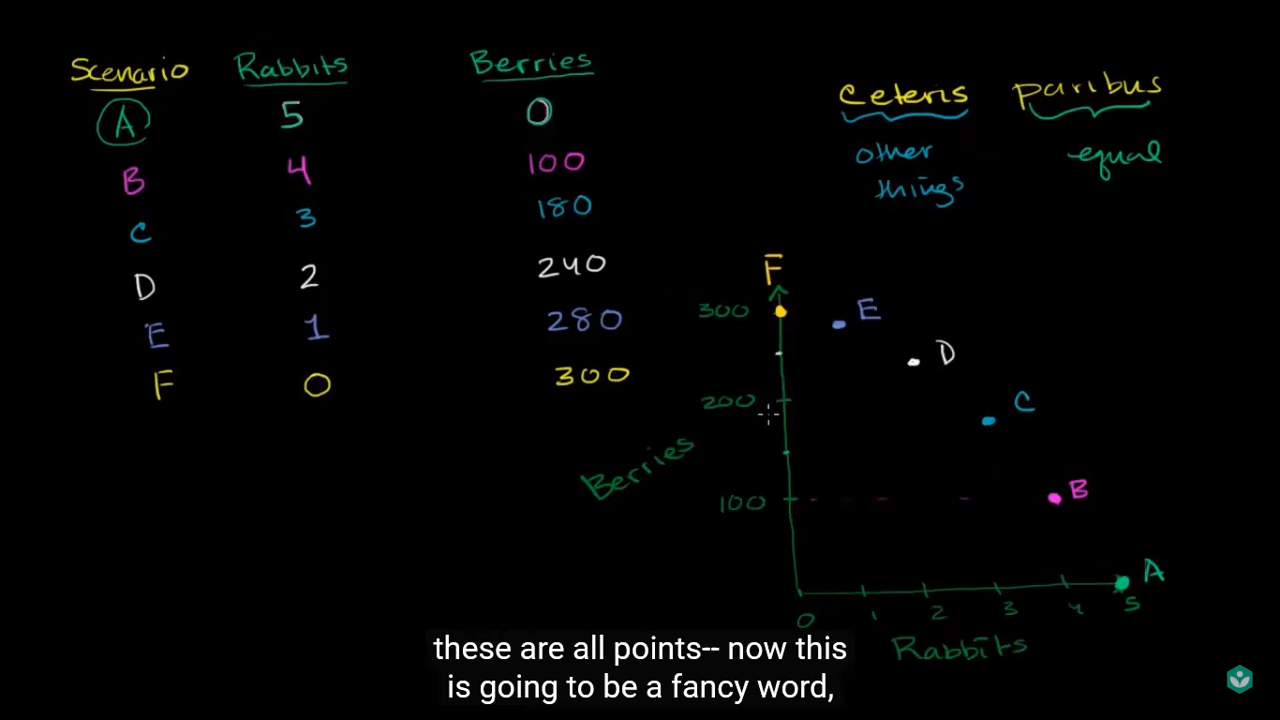 Scenario Rabbits Berries
A 5 0
B 4 100
C 3 180
D 2 240
E 1 280
F 0 300
Ceteris paribus
other equal
things
F
300
E
D
200
C
Berries
100
B
A
0 1 2 3 4 5
Rabbits
these are all points-- now this
is going to be a fancy word,